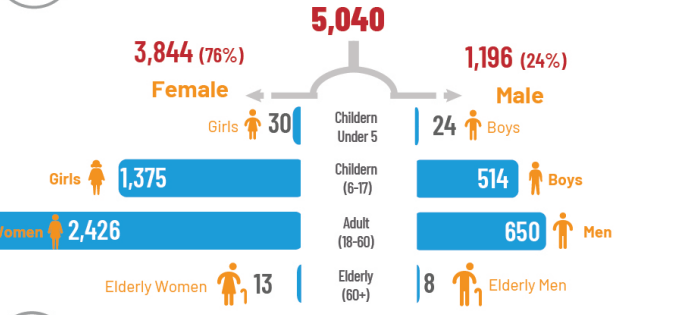 5,040
3,844 (76%)
Female
1,196 (24%)
Male
Girls 30 Childern Under 5 24 Boys
Girls 1,375 Childern (6-17) 514 Boys
2,426 Adult (18-60) 650 Men
Elderly Women 13 Elderly (60+) 8 Elderly Men